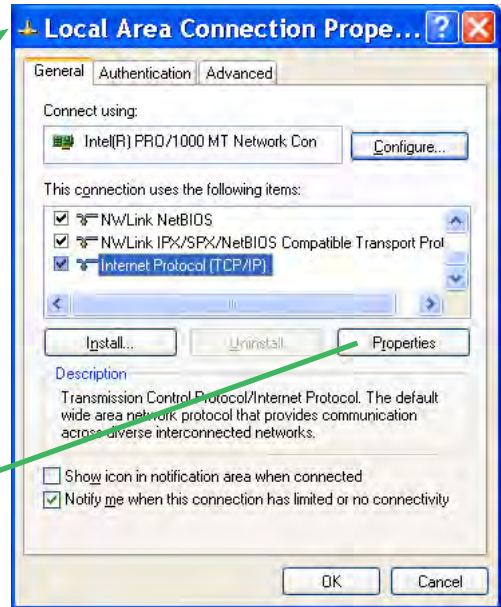 Local Area Connection Prope...
General Authentication Advanced
Connect using:
Intel(R) PRO/1000 MT Network Con Configure...
This connection uses the following items:
NWLink NetBIOS
NWLink IPX/SPX/NetBIOS Compatible Transport Prot
Internet Protocol (TCP/IP)
Install... Uninstall Properties
Description
Transmission Control Protocol/Internet Protocol. The default
wide area network protocol that provides communication
across diverse interconnected networks.
Show icon in notification area when connected
Notify me when this connection has limited or no connectivity
OK Cancel